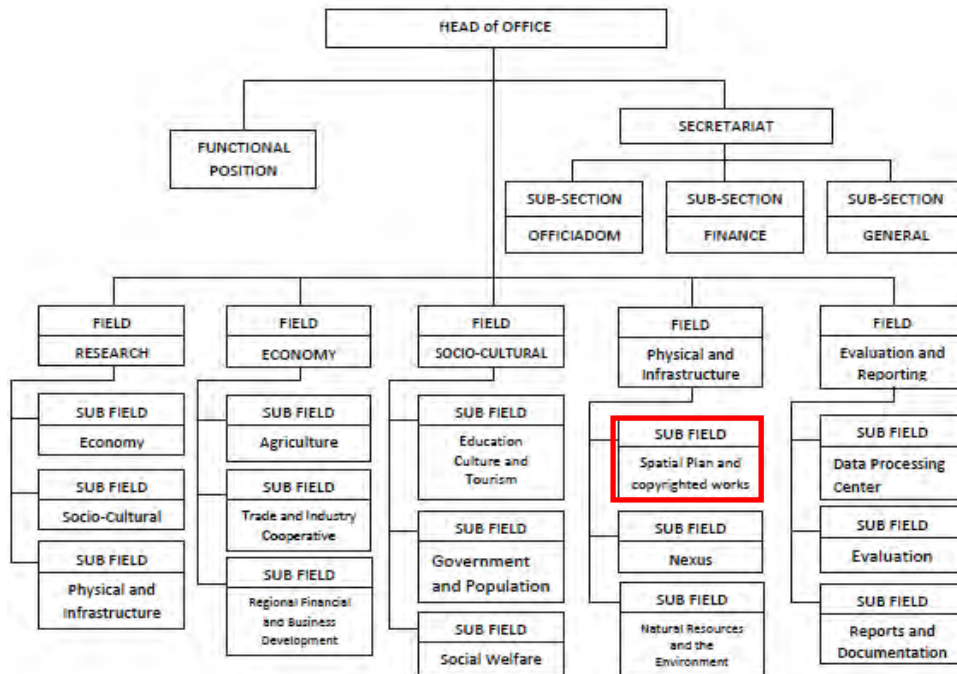 HEAD of OFFICE
FUNCTIONAL
POSITION
SECRETARIAT
SUB-SECTION
OFFICIADOM
SUB-SECTION
FINANCE
SUB-SECTION
GENERAL
FIELD
RESEARCH
SUB FIELD
Economy
SUB FIELD
Socio-Cultural
SUB FIELD
Physical and
Infrastructure
FIELD
ECONOMY
SUB FIELD
Agriculture
SUB FIELD
Trade and Industry
Cooperative
SUB FIELD
Regional Financial
and Business
Development
FIELD
SOCIO-CULTURAL
SUB FIELD
Education
Culture and
Tourism
SUB FIELD
Government
and Population
SUB FIELD
Social Welfare
FIELD
Physical and
Infrastructure
SUB FIELD
Spatial Plan and
copyrighted works
SUB FIELD
Nexus
SUB FIELD
Natural Resources
and the
Environment
FIELD
Evaluation and
Reporting
SUB FIELD
Data Processing
Center
SUB FIELD
Evaluation
SUB FIELD
Reports and
Documentation